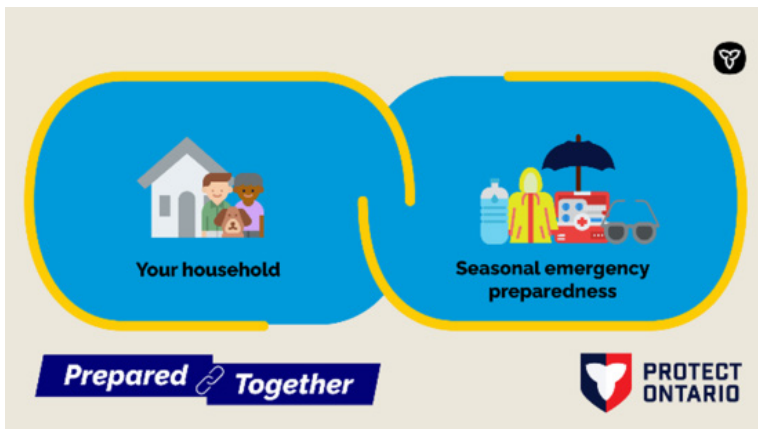 Your household
Seasonal emergency
preparedness
Prepared Together
PROTECT
ONTARIO